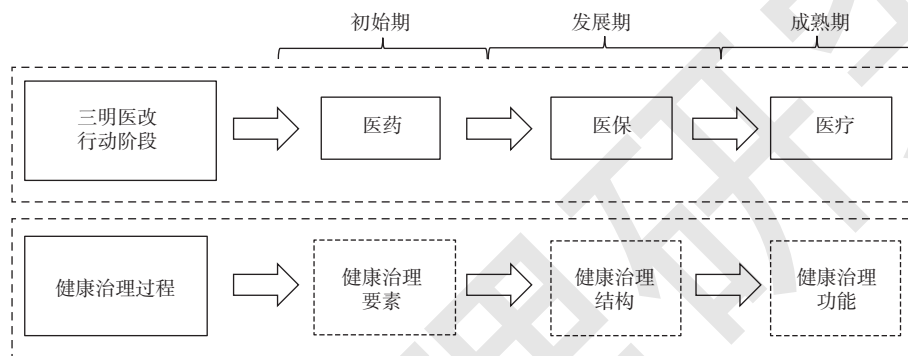 初始期 发展期 成熟期
三明医改
行动阶段
医药
医保
医疗
健康治理过程
健康治理
要素
健康治理
结构
健康治理
功能